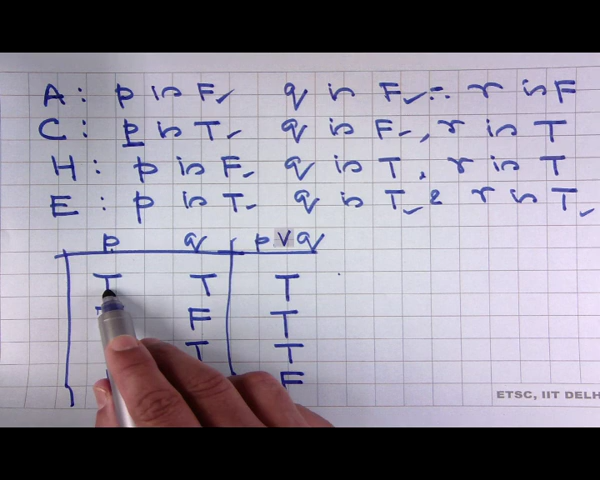 A: p is F, q is F, ∴ r is F
C: p is T, q is F, r is T
H: p is F, q is T, r is T
E: p is T, q is T, & r is T,
p q p ∨ q
T T T
F T
T T
F
ETSC, IIT DELH